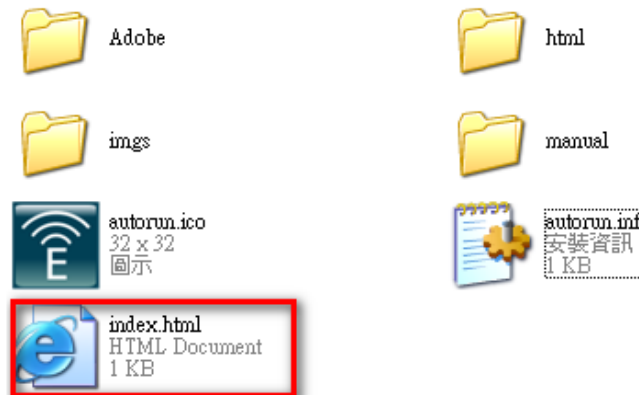 Adobe
html
imgs
manual
autorun.ico
32 x 32
圖示
E
autorun.inf
安裝資訊
1 KB
index.html
HTML Document
1 KB